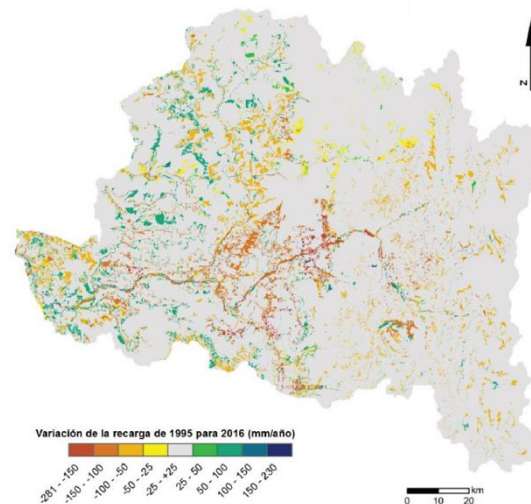 N
Variación de la recarga de 1995 para 2016 (mm/año)
-281 - -150
-150 - -100
-100 - -50
-50 - -25
-25 - +25
25 - 50
50 - 100
100 - 150
150 - 230
km
0 10 20